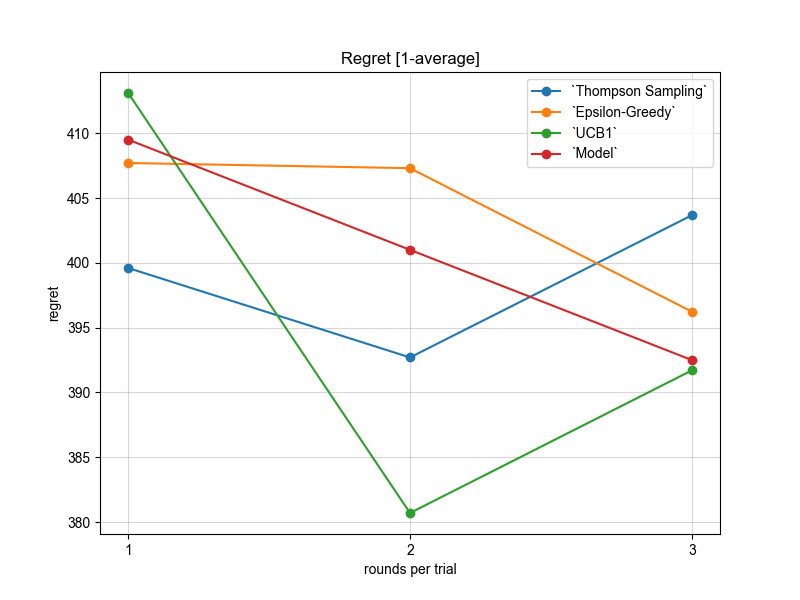 Regret [1-average]
`Thompson Sampling`
`Epsilon-Greedy`
`UCB1`
`Model`
410
405
400
395
390
385
380
regret
1
2
3
rounds per trial